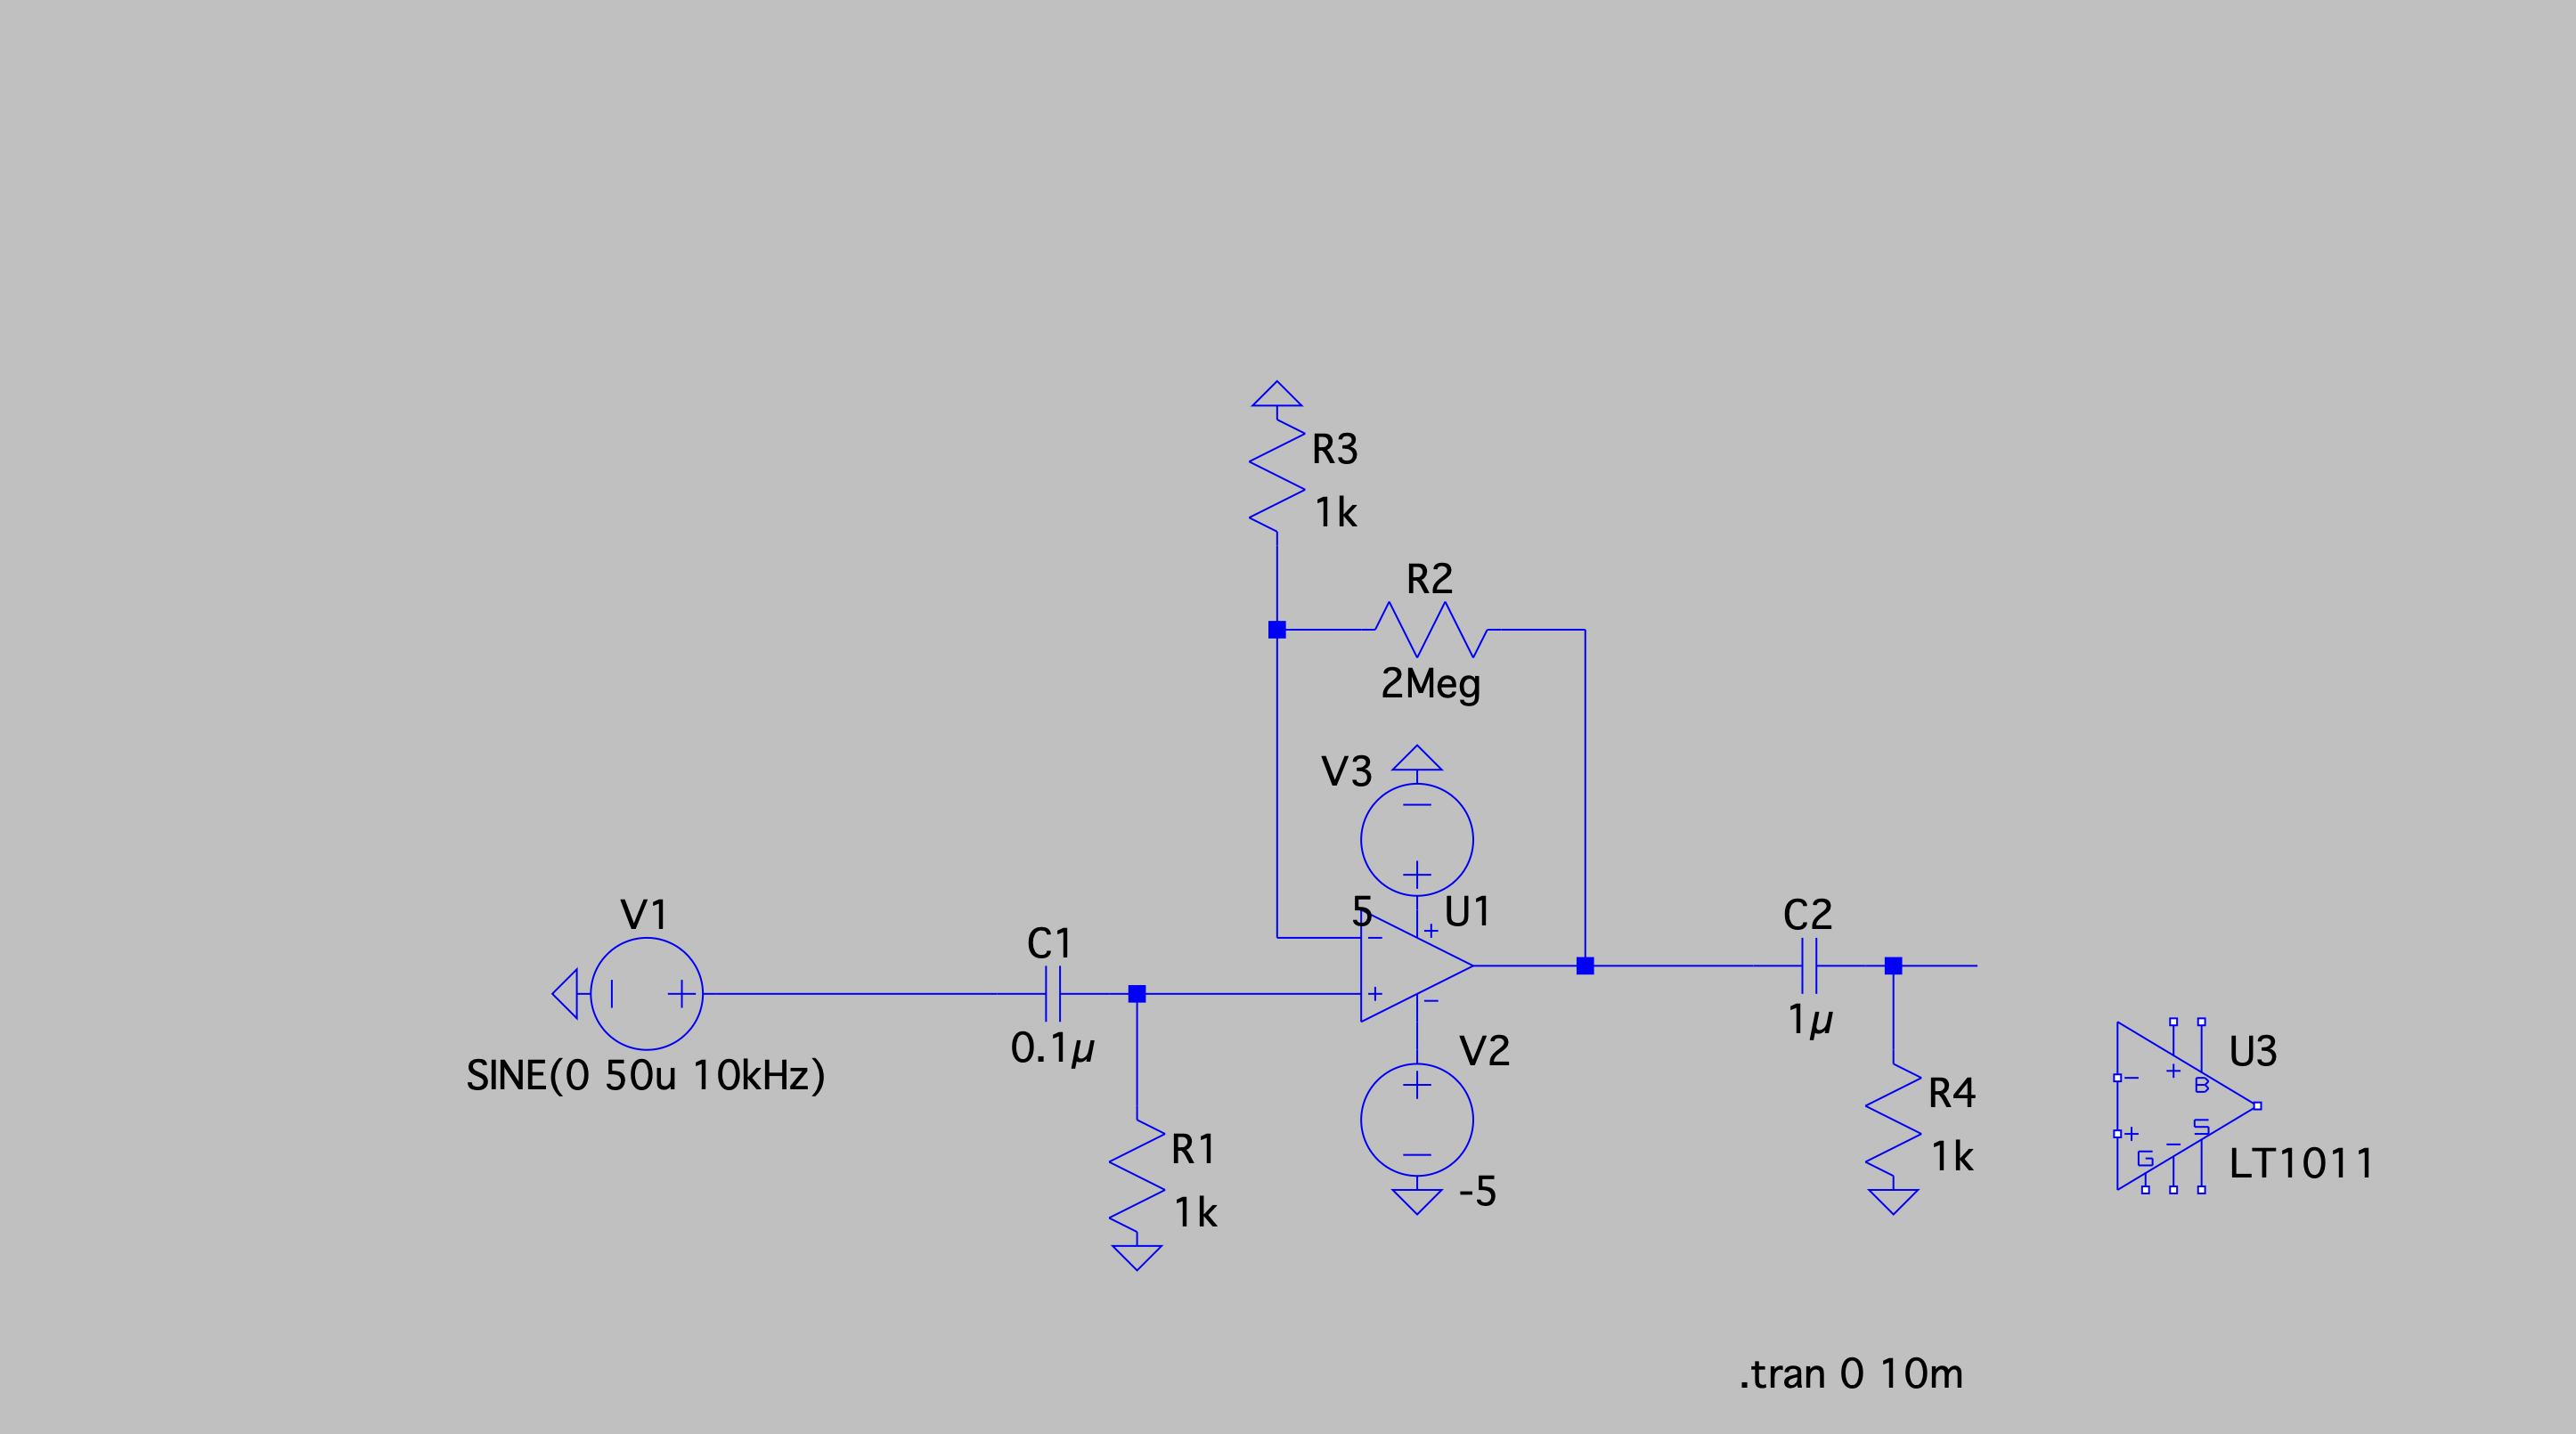 R3
1k
R2
2Meg
V3
5
U1
V1
SINE(0 50u 10kHz)
C1
0.1µ
R1
1k
V2
-5
C2
1µ
R4
1k
U3
LT1011
B
S
G
.tran 0 10m